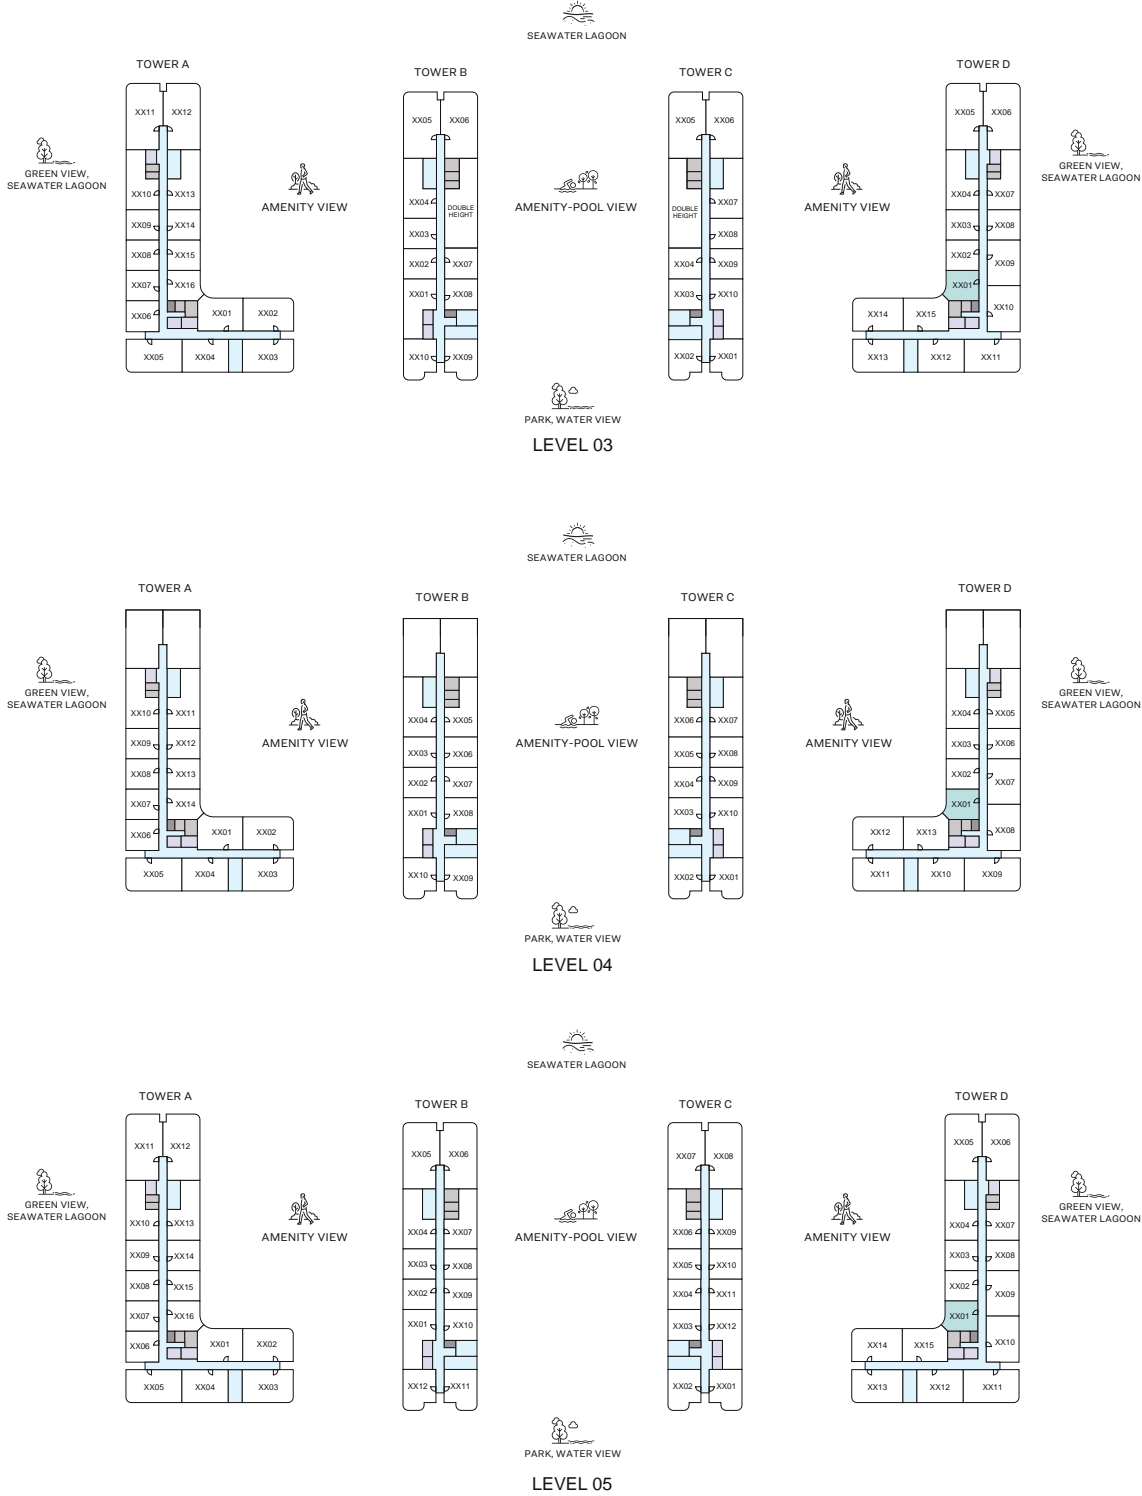 SEAWATER LAGOON
TOWER A
TOWER B
TOWER C
TOWER D
XX11 XX12
XX05 XX06
XX05 XX06
XX05 XX06
GREEN VIEW,
SEAWATER LAGOON
AMENITY VIEW
AMENITY-POOL VIEW
AMENITY VIEW
GREEN VIEW,
SEAWATER LAGOON
XX10 XX13
XX09 XX14
XX08 XX15
XX07 XX16
XX06 XX01 XX02
XX05 XX04 XX03
XX04 DOUBLE
HEIGHT
XX03
XX02 XX07
XX01 XX08
XX10 XX09
DOUBLE
HEIGHT
XX07
XX08
XX04 XX09
XX03 XX10
XX02 XX01
XX04 XX07
XX03 XX08
XX02 XX09
XX01
XX10
XX14 XX15
XX13 XX12 XX11
PARK, WATER VIEW
LEVEL 03
SEAWATER LAGOON
TOWER A
TOWER B
TOWER C
TOWER D
GREEN VIEW,
SEAWATER LAGOON
AMENITY VIEW
AMENITY-POOL VIEW
AMENITY VIEW
GREEN VIEW,
SEAWATER LAGOON
XX10 XX11
XX09 XX12
XX08 XX13
XX07 XX14
XX06 XX01 XX02
XX05 XX04 XX03
XX04 XX05
XX03 XX06
XX02 XX07
XX01 XX08
XX10 XX09
XX06 XX07
XX05 XX08
XX04 XX09
XX03 XX10
XX02 XX01
XX04 XX05
XX03 XX06
XX02 XX07
XX01
XX08
XX12 XX13
XX11 XX10 XX09
PARK, WATER VIEW
LEVEL 04
SEAWATER LAGOON
TOWER A
TOWER B
TOWER C
TOWER D
XX11 XX12
XX05 XX06
XX07 XX08
XX05 XX06
GREEN VIEW,
SEAWATER LAGOON
AMENITY VIEW
AMENITY-POOL VIEW
AMENITY VIEW
GREEN VIEW,
SEAWATER LAGOON
XX10 XX13
XX09 XX14
XX08 XX15
XX07 XX16
XX06 XX01 XX02
XX05 XX04 XX03
XX04 XX07
XX03 XX08
XX02 XX09
XX01 XX10
XX12 XX11
XX06 XX09
XX05 XX10
XX04 XX11
XX03 XX12
XX02 XX01
XX04 XX07
XX03 XX08
XX02 XX09
XX01
XX10
XX14 XX15
XX13 XX12 XX11
PARK, WATER VIEW
LEVEL 05